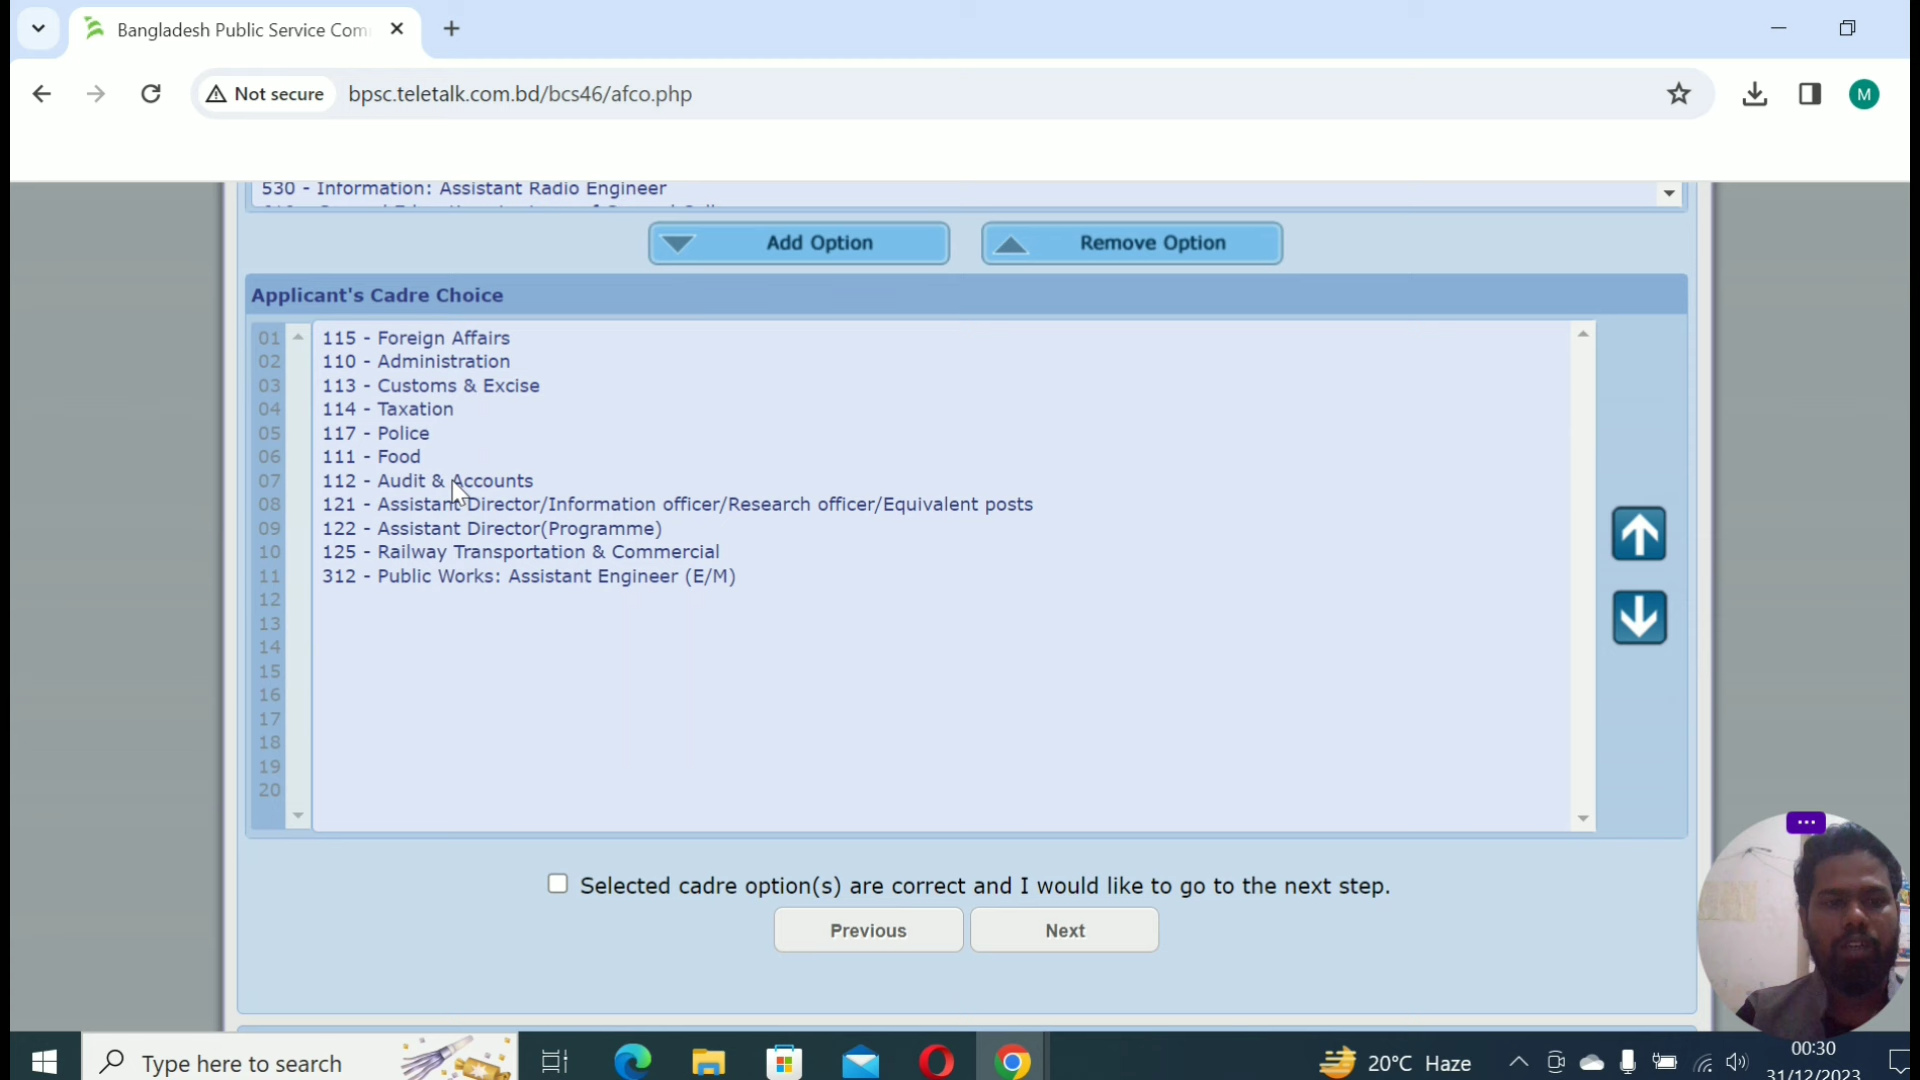 Bangladesh Public Service Com
Not secure
bpsc.teletalk.com.bd/bcs46/afco.php
M
530 - Information: Assistant Radio Engineer
Add Option
Remove Option
Applicant's Cadre Choice
01 115 - Foreign Affairs
02 110 - Administration
03 113 - Customs & Excise
04 114 - Taxation
05 117 - Police
06 111 - Food
07 112 - Audit & Accounts
08 121 - Assistant Director/Information officer/Research officer/Equivalent posts
09 122 - Assistant Director(Programme)
10 125 - Railway Transportation & Commercial
11 312 - Public Works: Assistant Engineer (E/M)
12
13
14
15
16
17
18
19
20
Selected cadre option(s) are correct and I would like to go to the next step.
Previous
Next
Type here to search
20°C Haze
00:30
31/12/2023